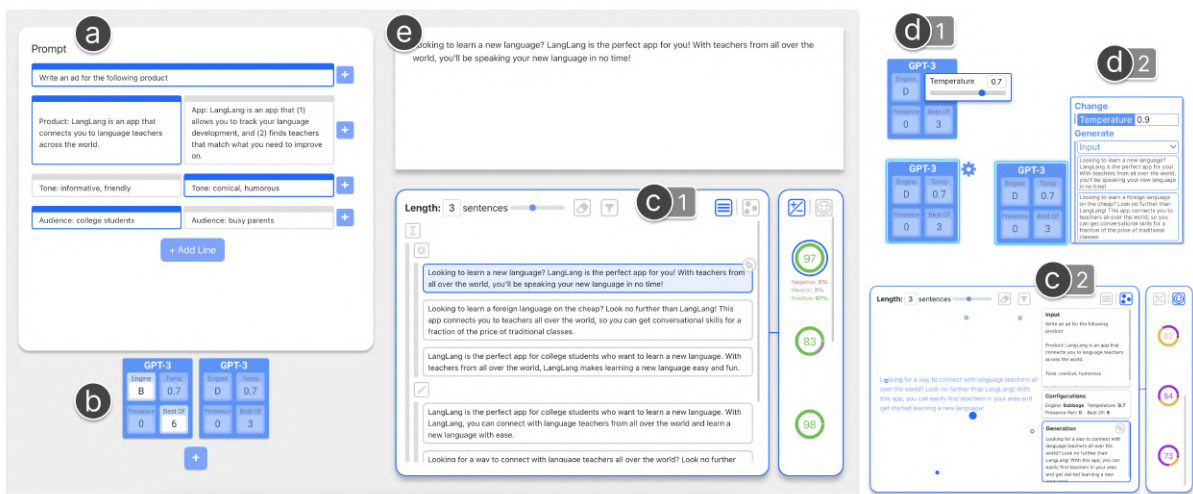 a
Prompt
Write an ad for the following product
+
Product: LangLang is an app that
connects you to language teachers
across the world.
App: LangLang is an app that (1)
allows you to track your language
development, and (2) finds teachers
that match what you need to improve
on.
+
Tone: informative, friendly
Tone: comical, humorous
+
Audience: college students
Audience: busy parents
+
+ Add Line
b
GPT-3
Engine
B
Temp.
0.7
Presence
0
Best Of
6
GPT-3
Engine
D
Temp.
0.7
Presence
0
Best Of
3
+
e
ooking to learn a new language? LangLang is the perfect app for you! With teachers from all over the
world, you'll be speaking your new language in no time!
c 1
Length: 3 sentences
Looking to learn a new language? LangLang is the perfect app for you! With teachers from
all over the world, you'll be speaking your new language in no time!
Looking to learn a foreign language on the cheap? Look no further than LangLang! This
app connects you to teachers all over the world, so you can get conversational skills for a
fraction of the price of traditional classes.
LangLang is the perfect app for college students who want to learn a new language. With
teachers from all over the world, LangLang makes learning a new language easy and fun.
LangLang is the perfect app for college students who want to learn a new language. With
LangLang, you can connect with language teachers all over the world and learn a
new language with ease.
Looking for a way to connect with language teachers all over the world? Look no further
97
Neutral:
Positive: 97%
83
98
d 1
GPT-3
Engine
D
Temperature 0.7
Presence
0
Best Of
3
GPT-3
Engine
D
Temp.
0.7
Presence
0
Best Of
3
d 2
GPT-3
Engine
D
Temp.
0.7
Presence
0
Best Of
3
Change
Temperature 0.9
Generate
Input
Looking to learn a new language?
LangLang is the perfect app for you!
With teachers from all over the world,
you'll be speaking your new language
in no time!
Looking to learn a foreign language
on the cheap? Look no further than
LangLang! This app connects you to
teachers all over the world, so you
can get conversational skills for a
fraction of the price of traditional
classes.
c 2
Length: 3 sentences
Looking for a way to connect with language teachers all
over the world? Look no further than LangLang! With
this app, you can easily find teachers in your area and
get started learning a new language!
Input
Write an ad for the following
product
Product: LangLang is an app that
connects you to language teachers
across the world.
Tone: comical, humorous
Configurations
Engine: Babbage Temperature: 0.7
Presence Pen: 0 Best Of: 6
Generation
Looking for a way to connect with
language teachers all over the
world? Look no further than
LangLang! With this app, you can
easily find teachers in your area
and get started learning a new
62
54
73